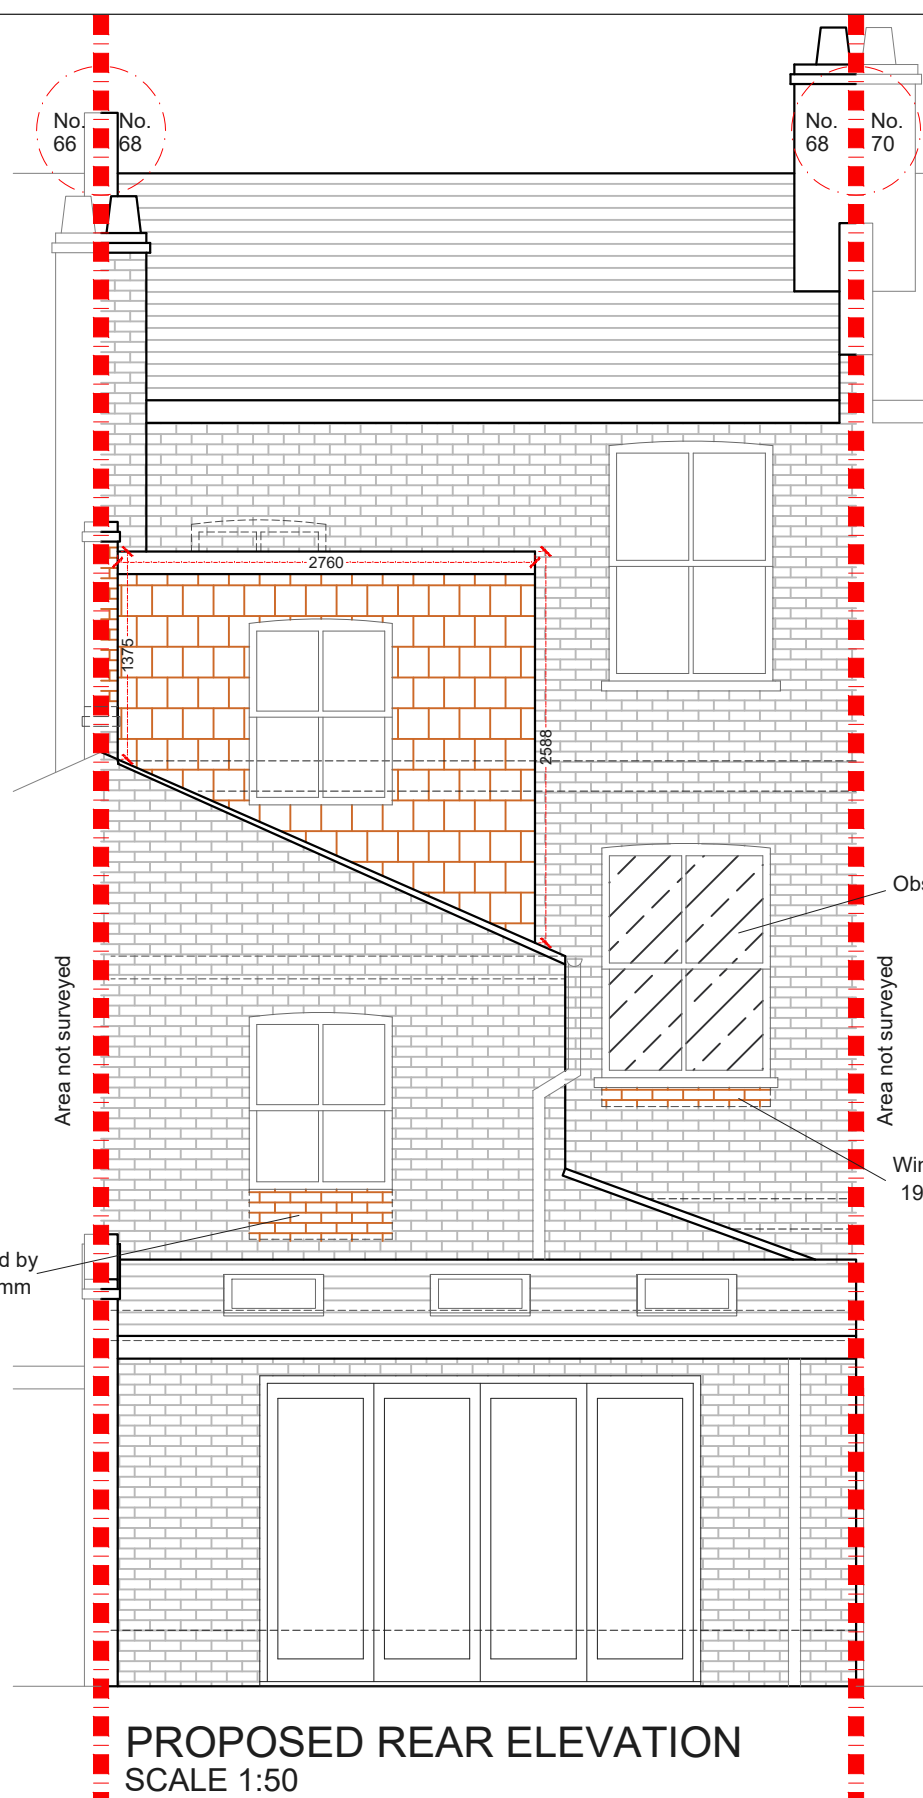 No.
66
No.
68
No.
68
No.
70
2760
1375
2588
Obs
Area not surveyed
Area not surveyed
Win
19
d by
mm
PROPOSED REAR ELEVATION
SCALE 1:50